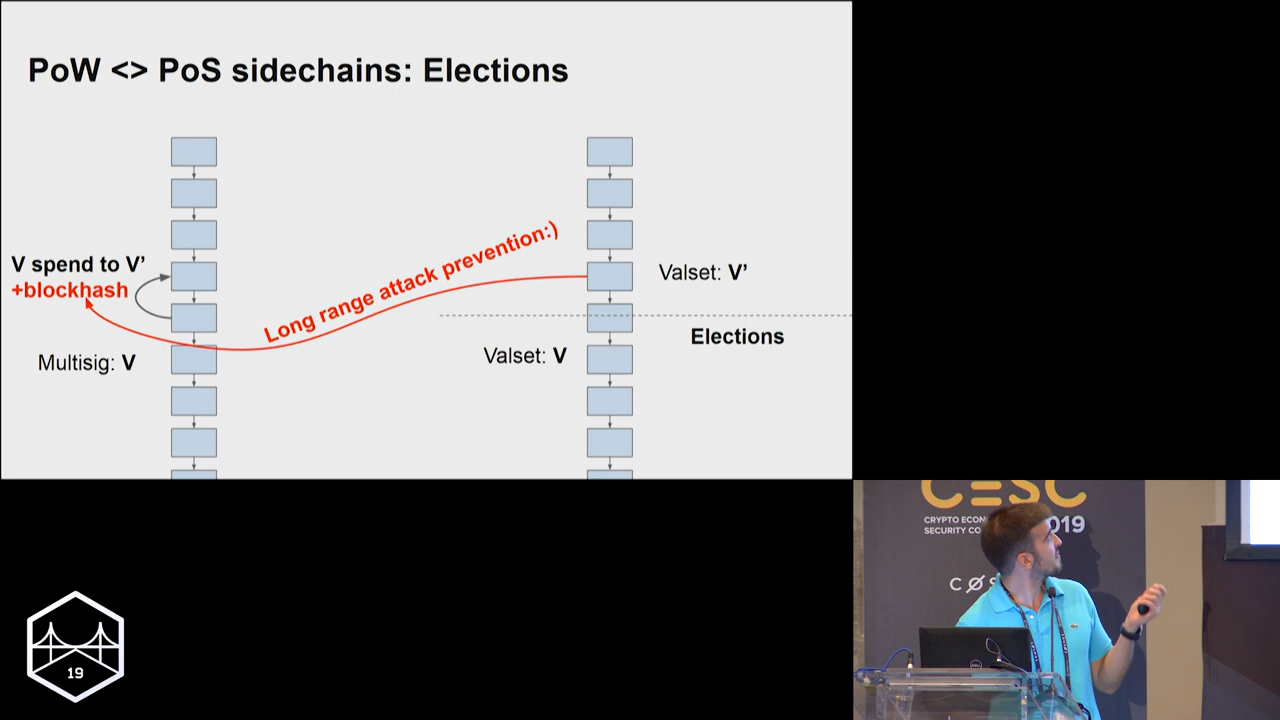 PoW <> PoS sidechains: Elections
V spend to V’
+blockhash
Long range attack prevention:)
Valset: V’
Elections
Multisig: V
Valset: V
CESC
CRYPTO ECON
SECURITY CO
019
19